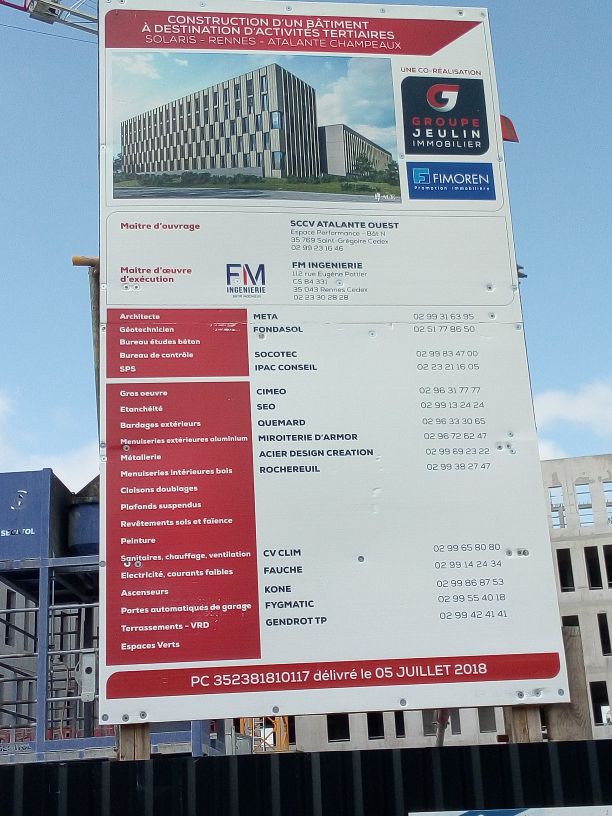 CONSTRUCTION D'UN BÂTIMENT
À DESTINATION D'ACTIVITÉS TERTIAIRES
SOLARIS - RENNES - ATALANTE CHAMPEAUX
UNE CO-RÉALISATION
GROUPE
JEULIN
IMMOBILIER
FIMOREN
Promotion immobilière
Maître d'ouvrage
SCCV ATALANTE OUEST
Espace Performance - Bât N
35 769 Saint-Grégoire Cedex
02 99 23 16 46
Maître d'œuvre
d'exécution
FM
INGENIERIE
FM INGENIERIE
112 rue Eugène Pottier
CS 84 331
35 043 Rennes Cedex
02 23 30 28 28
Architecte META 02 99 31 63 95
Géotechnicien FONDASOL 02 51 77 86 50
Bureau études béton
Bureau de contrôle SOCOTEC 02 99 83 47 00
SPS IPAC CONSEIL 02 23 21 16 05
Gros oeuvre CIMEO 02 96 31 77 77
Etanchéité SEO 02 99 13 24 24
Bardages extérieurs QUEMARD 02 96 33 30 65
Menuiseries extérieures aluminium MIROITERIE D'ARMOR 02 96 72 62 47
Métallerie ACIER DESIGN CREATION 02 99 69 23 22
Menuiseries intérieures bois ROCHEREUIL 02 99 38 27 47
Cloisons doublages
Plafonds suspendus
Revêtements sols et faïence
Peinture
Sanitaires, chauffage, ventilation CV CLIM 02 99 65 80 80
Electricité, courants faibles FAUCHE 02 99 14 24 34
Ascenseurs KONE 02 99 86 87 53
Portes automatiques de garage FYGMATIC 02 99 55 40 18
Terrassements - VRD GENDROT TP 02 99 42 41 41
Espaces Verts
PC 352381810117 délivré le 05 JUILLET 2018